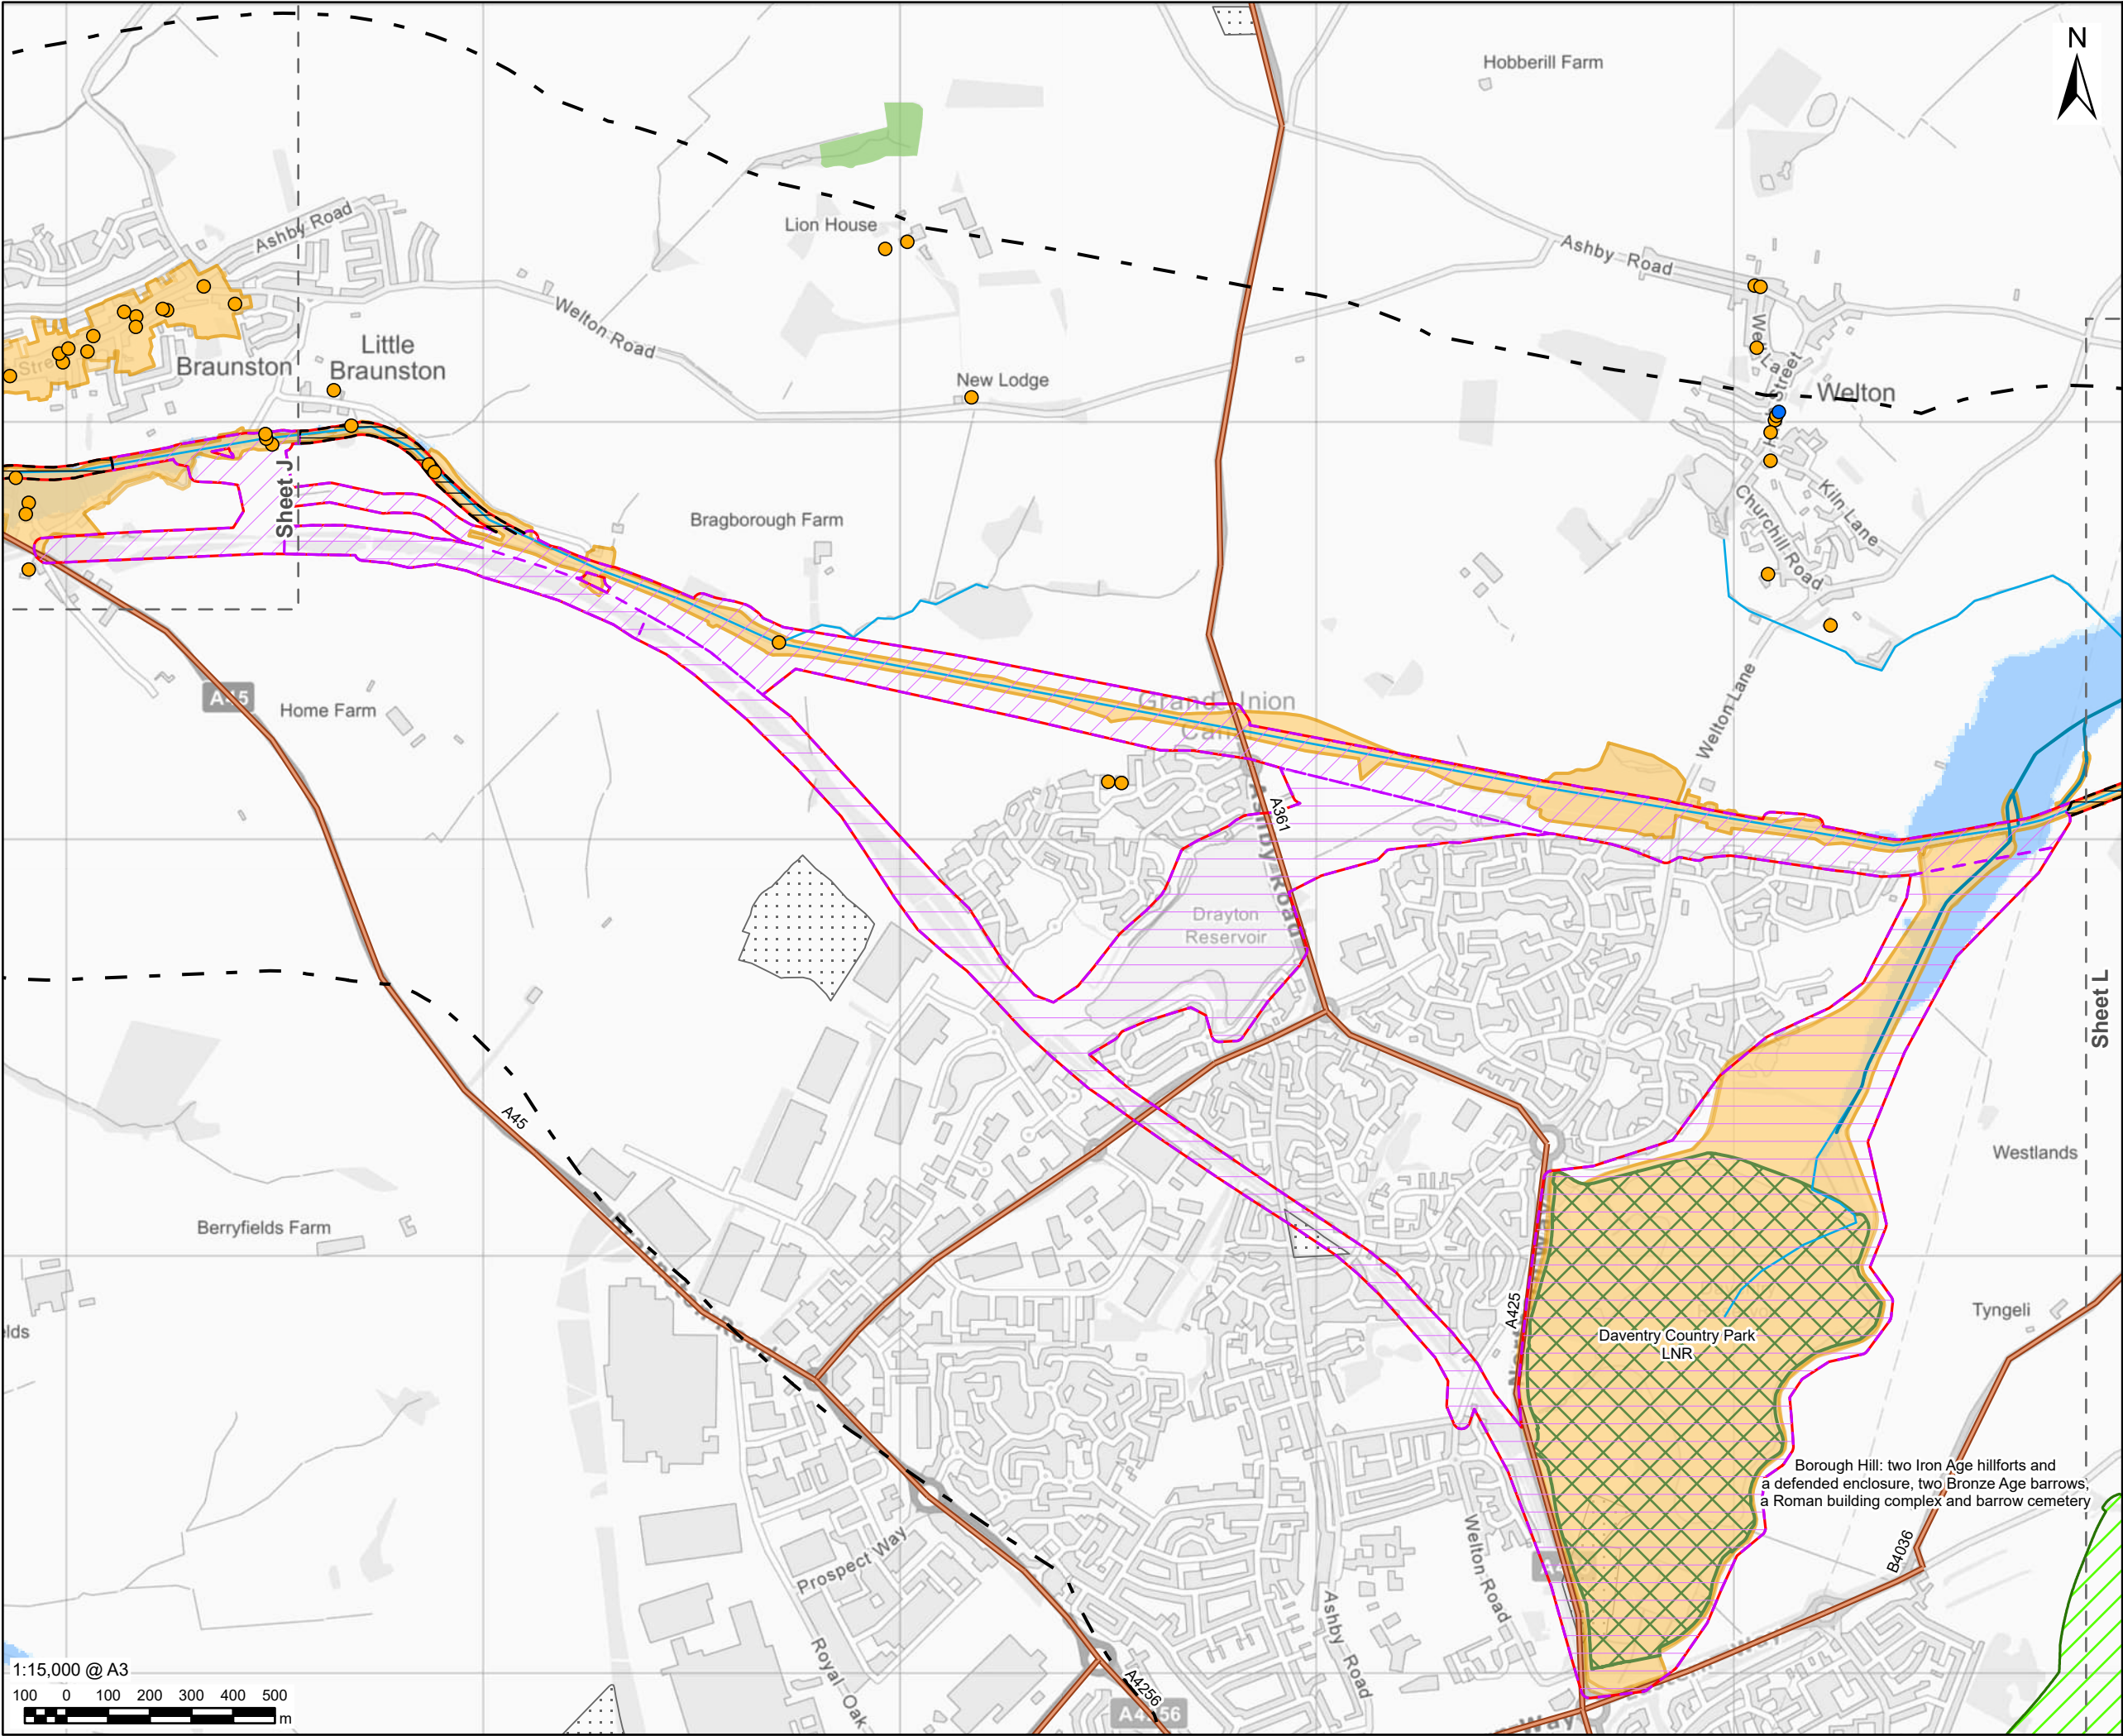 N
Hobberill Farm
Ashby Road
Lion House
Ashby Road
Welton Road
Little
Braunston
Braunston
New Lodge
Welton
Sheet J
Bragborough Farm
Kiln Lane
Churchill Road
A45
Home Farm
Welton Lane
A361
Ashby Road
Drayton
Reservoir
Sheet L
A45
Westlands
Berryfields Farm
Tyngeli
A425
Daventry Country Park
LNR
Borough Hill: two Iron Age hillforts and
a defended enclosure, two Bronze Age barrows,
a Roman building complex and barrow cemetery
B4036
Prospect Way
Welton Road
Ashby Road
Royal Oak
A4256
1:15,000 @ A3
100 0 100 200 300 400 500
m